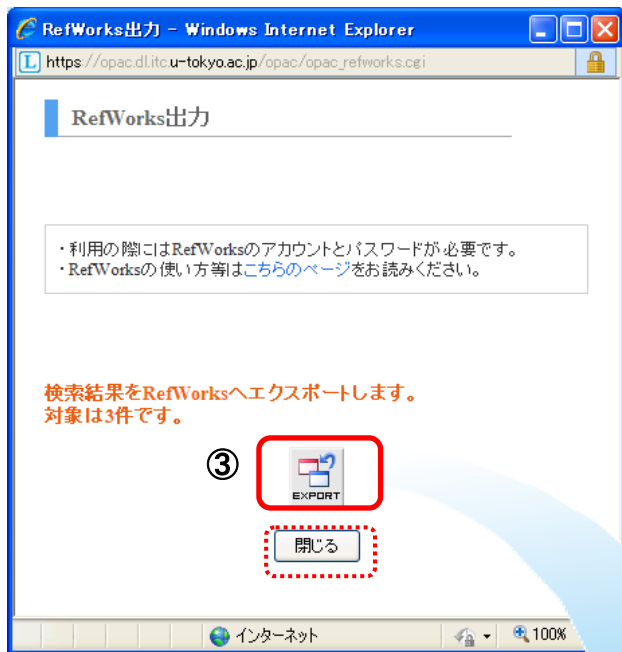 RefWorks出力 - Windows Internet Explorer
https://opac.dl.itc.u-tokyo.ac.jp/opac/opac_refworks.cgi
RefWorks出力
・利用の際にはRefWorksのアカウントとパスワードが必要です。
・RefWorksの使い方等はこちらのページをお読みください。
検索結果をRefWorksへエクスポートします。
対象は3件です。
③
EXPORT
閉じる
インターネット
100%